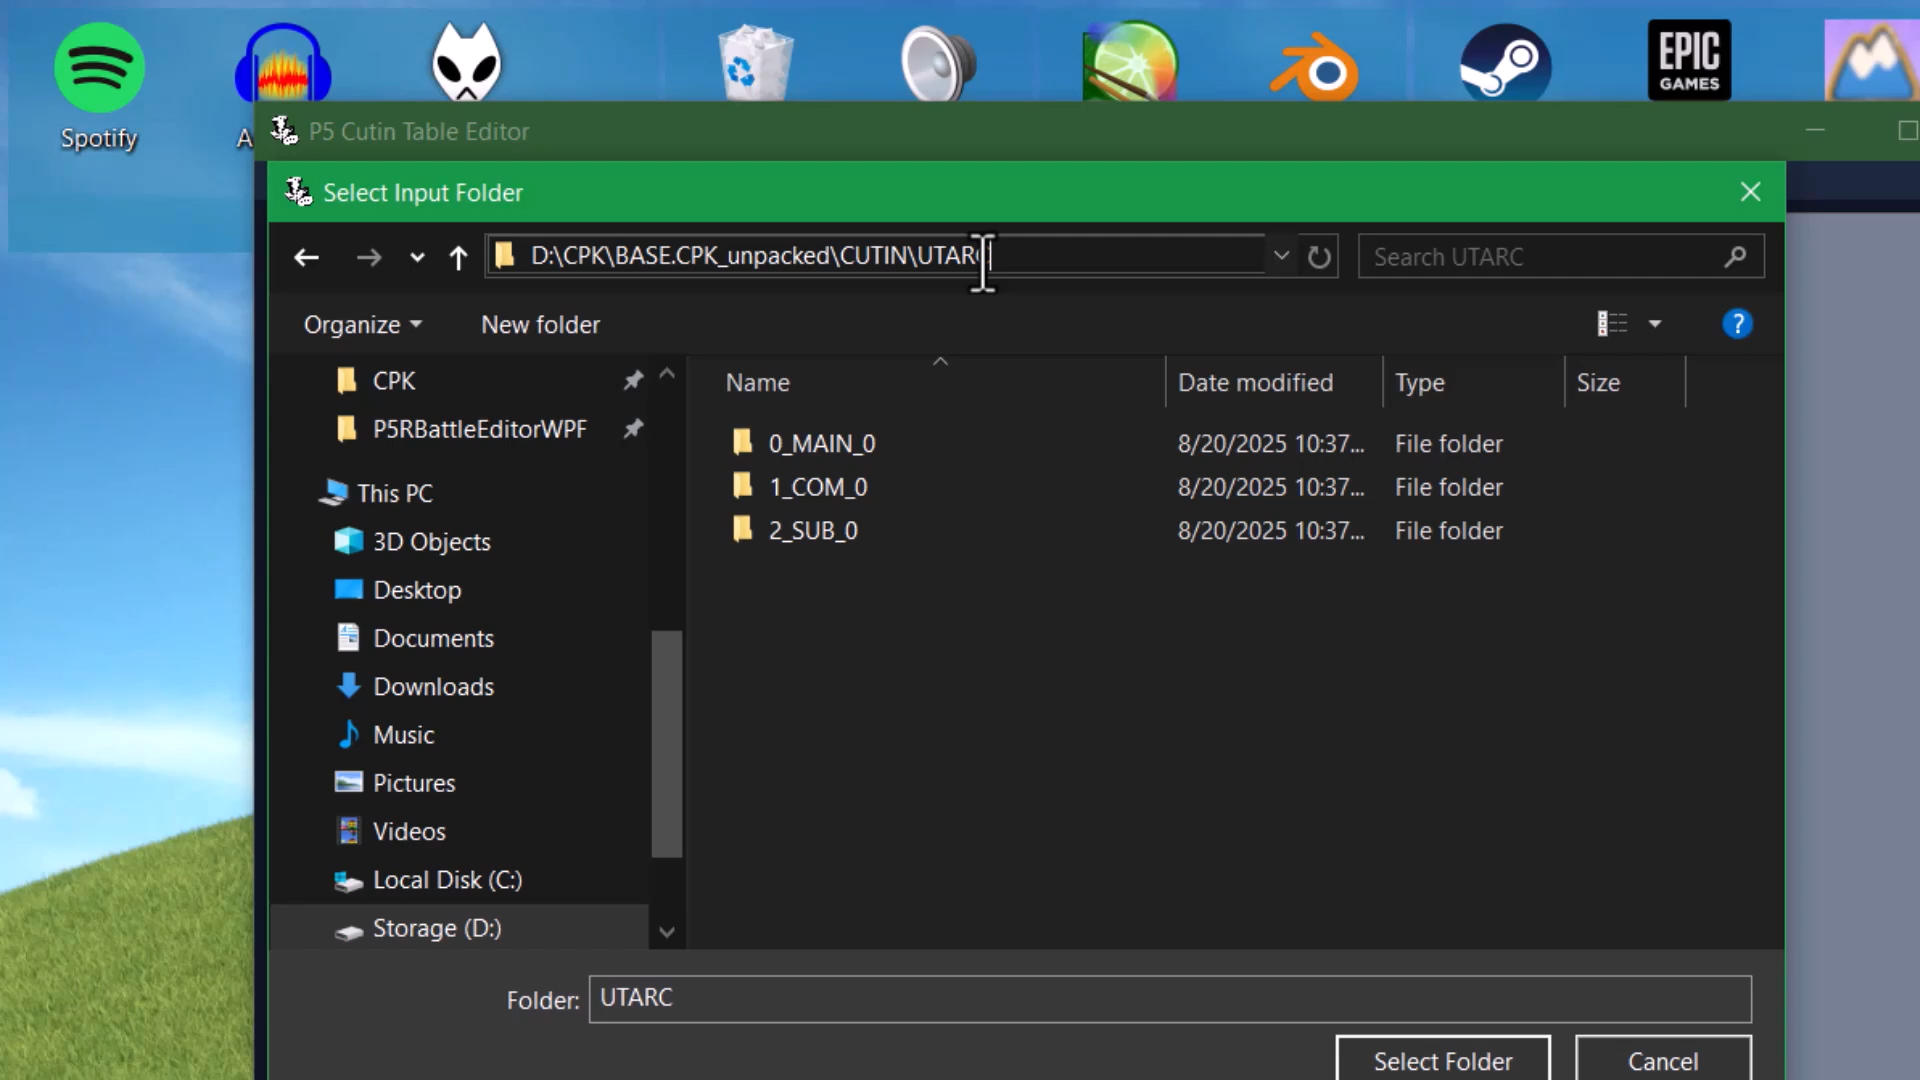 EPIC
GAMES
Spotify
A
P5 Cutin Table Editor
Select Input Folder
D:\CPK\BASE.CPK_unpacked\CUTIN\UTARC
Search UTARC
Organize
New folder
?
CPK
P5RBattleEditorWPF
This PC
3D Objects
Desktop
Documents
Downloads
Music
Pictures
Videos
Local Disk (C:)
Storage (D:)
Name Date modified Type Size
0_MAIN_0 8/20/2025 10:37... File folder
1_COM_0 8/20/2025 10:37... File folder
2_SUB_0 8/20/2025 10:37... File folder
Folder: UTARC
Select Folder Cancel